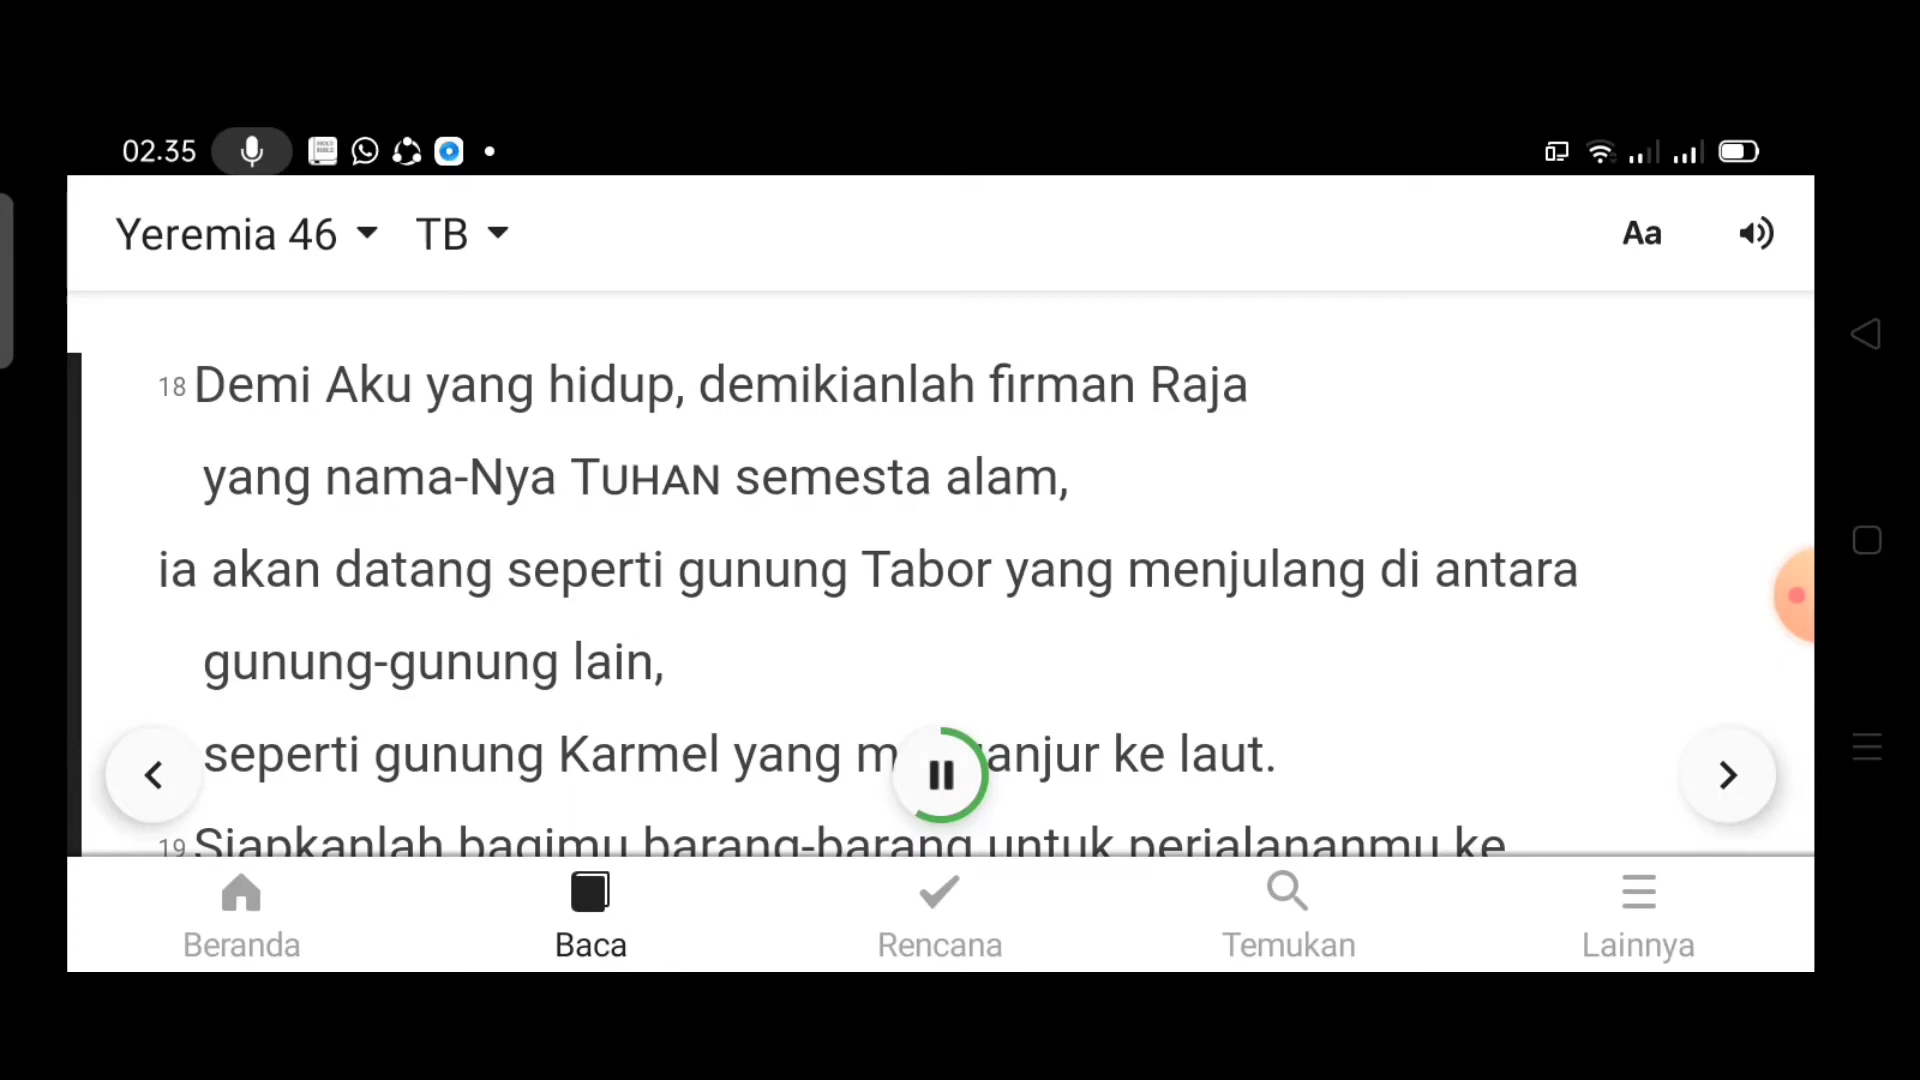 02.35
Yeremia 46 TB Aa
18 Demi Aku yang hidup, demikianlah firman Raja
yang nama-Nya TUHAN semesta alam,
ia akan datang seperti gunung Tabor yang menjulang di antara
gunung-gunung lain,
seperti gunung Karmel yang ke laut.
19 Siapkanlah bagimu barang-barang untuk perjalananmu ke
Beranda Baca Rencana Temukan Lainnya